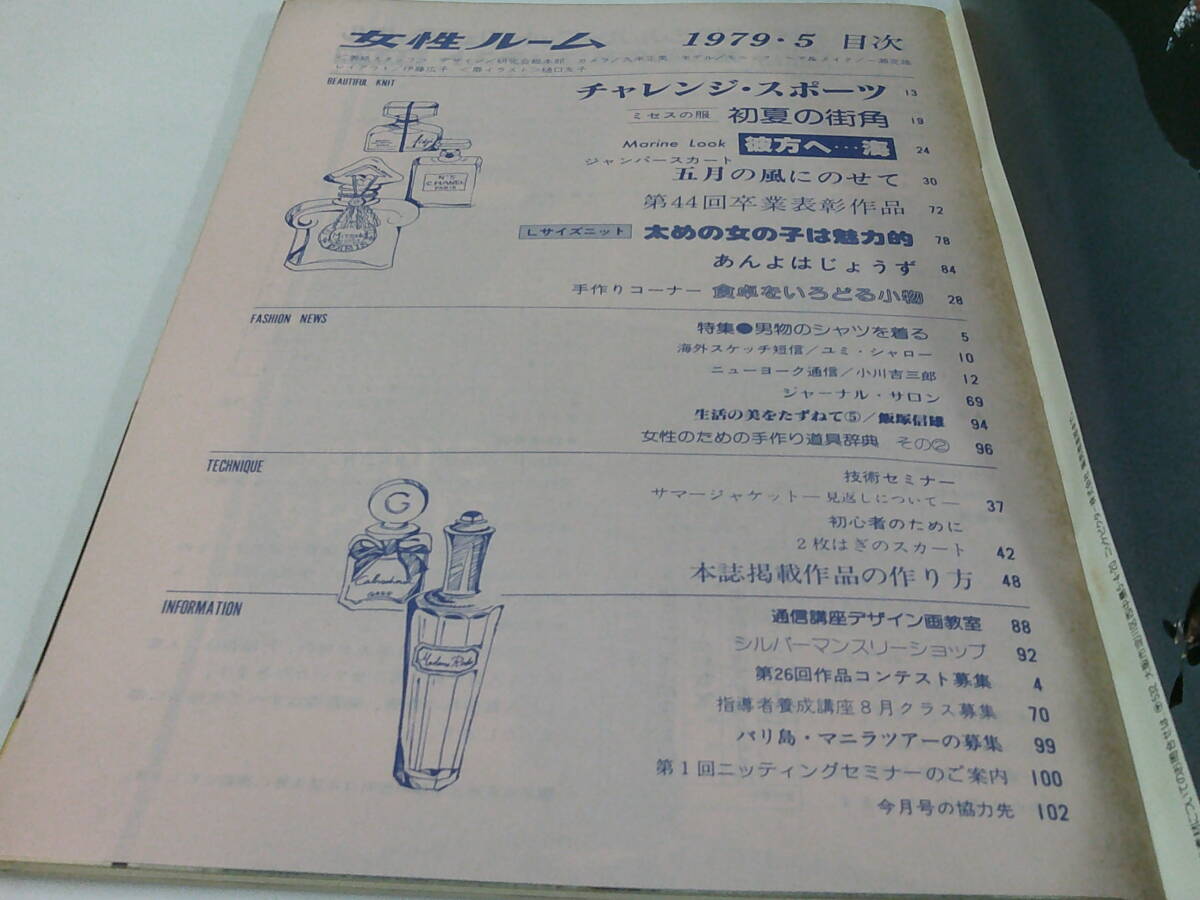 女性ルーム 1979・5 目次
BEAUTIFUL KNIT
チャレンジ・スポーツ 13
ミセスの服 初夏の街角 19
Marine Look 彼方へ…海 24
ジャンパースカート
五月の風にのせて 30
第44回卒業表彰作品 72
Lサイズニット 太めの女の子は魅力的 78
あんよはじょうず 84
手作りコーナー 食卓をいろどる小物 28
N°5
CHANEL
PARIS
FASHION NEWS
特集●男物のシャツを着る 5
海外スケッチ短信/ユミ・シャロー 10
ニューヨーク通信/小川吉三郎 12
ジャーナル・サロン 69
生活の美をたずねて⑤/飯塚信雄 94
女性のための手作り道具辞典 その② 96
TECHNIQUE
技術セミナー
サマージャケット―見返しについて― 37
初心者のために
2枚はぎのスカート 42
本誌掲載作品の作り方 48
G
INFORMATION
通信講座デザイン画教室 88
シルバーマンスリーショップ 92
第26回作品コンテスト募集 4
指導者養成講座8月クラス募集 70
バリ島・マニラツアーの募集 99
第1回ニッティングセミナーのご案内 100
今月号の協力先 102